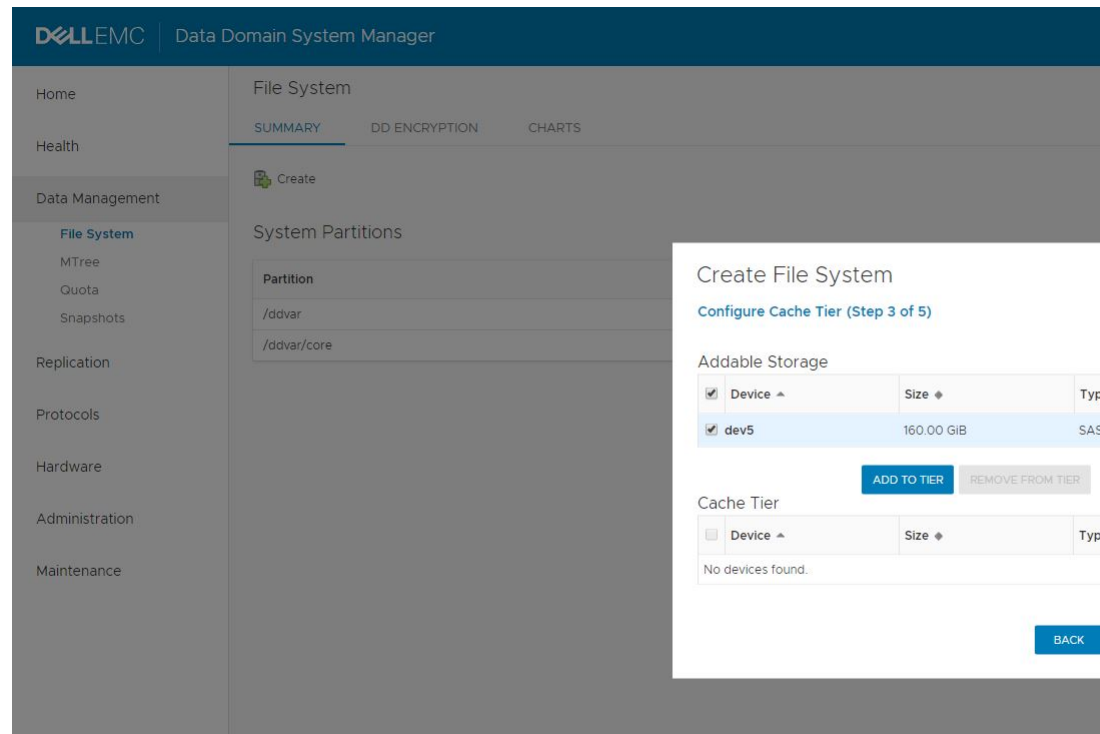 DELLEMC Data Domain System Manager
Home
Health
Data Management
File System
MTree
Quota
Snapshots
Replication
Protocols
Hardware
Administration
Maintenance
File System
SUMMARY DD ENCRYPTION CHARTS
Create
System Partitions
Partition
/ddvar
/ddvar/core
Create File System
Configure Cache Tier (Step 3 of 5)
Addable Storage
Device Size Typ
dev5 160.00 GiB SAS
ADD TO TIER REMOVE FROM TIER
Cache Tier
Device Size Typ
No devices found.
BACK